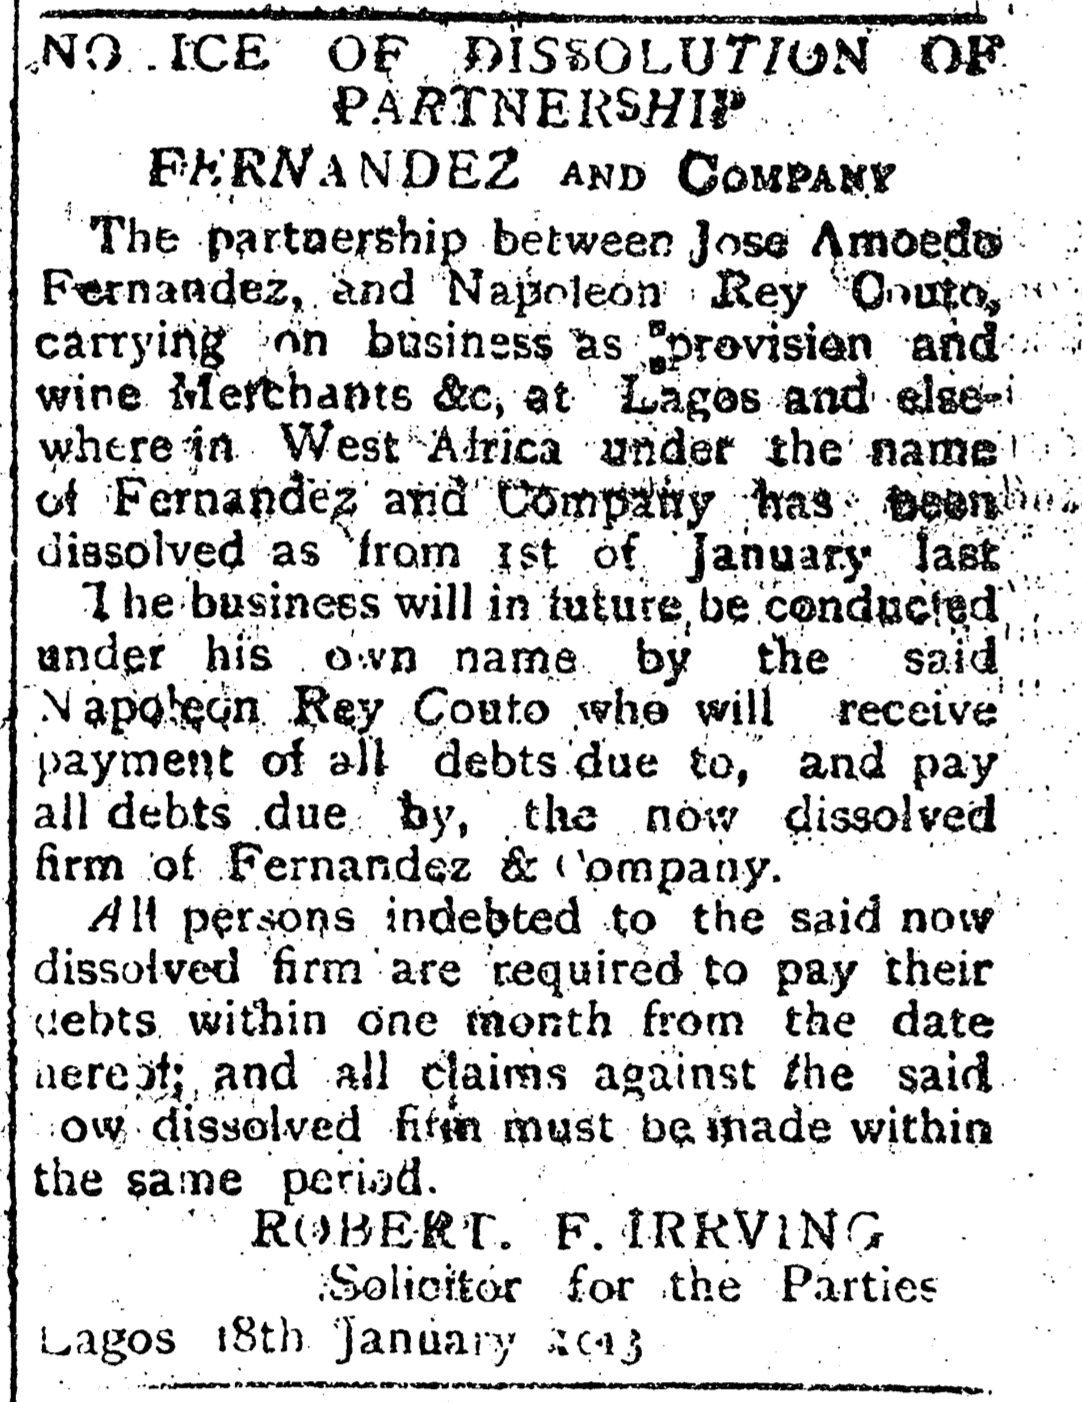 NOTICE OF DISSOLUTION OF
PARTNERSHIP
FERNANDEZ AND COMPANY
The partnership between Jose Amoedo
Fernandez, and Napoleon Rey Couto,
carrying on business as provision and
wine Merchants &c, at Lagos and else-
where in West Africa under the name
of Fernandez and Company has been
dissolved as from 1st of January last
The business will in future be conducted
under his own name by the said
Napoleon Rey Couto who will receive
payment of all debts due to, and pay
all debts due by, the now dissolved
firm of Fernandez & Company.
All persons indebted to the said now
dissolved firm are required to pay their
debts within one month from the date
hereof; and all claims against the said
now dissolved firm must be made within
the same period.
ROBERT. F. IRRVING
Solicitor for the Parties
Lagos 18th January